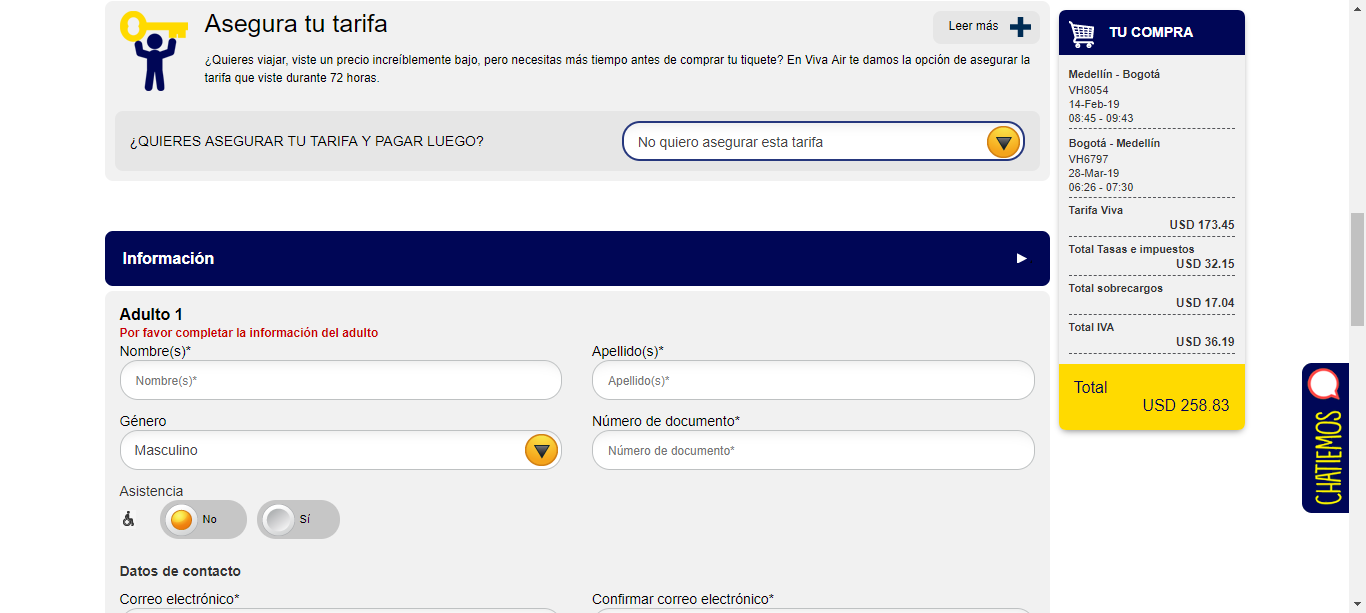 Asegura tu tarifa
Leer más
¿Quieres viajar, viste un precio increíblemente bajo, pero necesitas más tiempo antes de comprar tu tiquete? En Viva Air te damos la opción de asegurar la
tarifa que viste durante 72 horas.
¿QUIERES ASEGURAR TU TARIFA Y PAGAR LUEGO?
No quiero asegurar esta tarifa
Información
Adulto 1
Por favor completar la información del adulto
Nombre(s)*
Apellido(s)*
Nombre(s)*
Apellido(s)*
Género
Número de documento*
Masculino
Número de documento*
Asistencia
No
Sí
Datos de contacto
Correo electrónico*
Confirmar correo electrónico*
TU COMPRA
Medellín - Bogotá
VH8054
14-Feb-19
08:45 - 09:43
Bogotá - Medellín
VH6797
28-Mar-19
06:26 - 07:30
Tarifa Viva
USD 173.45
Total Tasas e impuestos
USD 32.15
Total sobrecargos
USD 17.04
Total IVA
USD 36.19
Total
USD 258.83
CHATIEMOS